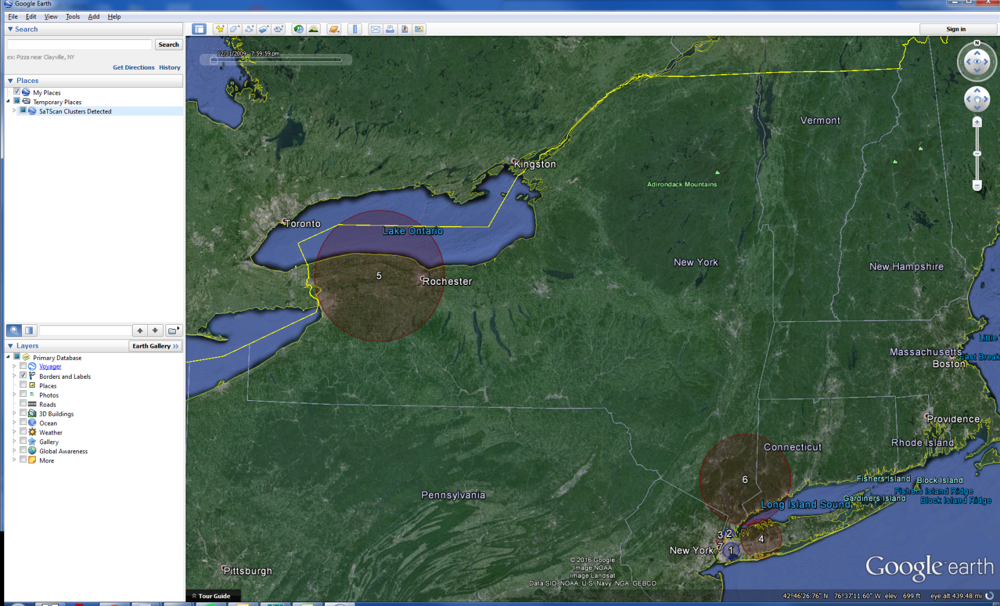 Google Earth
File Edit View Tools Add Help
Search
Search
ex: Pizza near Clayville, NY
Get Directions History
Places
My Places
Temporary Places
SaTScan Clusters Detected
Layers
Earth Gallery >>
Primary Database
Voyager
Borders and Labels
Places
Photos
Roads
3D Buildings
Ocean
Weather
Gallery
Global Awareness
More
Sign in
12/31/2009 7:59:59 pm
N
Vermont
Kingston
Adirondack Mountains
Toronto
Lake Ontario
New York
New Hampshire
5
Rochester
Little
Massachusetts
East Break
Boston
Providence
Rhode Island
Connecticut
6
Fishers Island Block Island
Fishers Island Ridge
Gardiners Island Block Island Ridge
Long Island Sound
Pennsylvania
3 2
4
7
New York 1
Pittsburgh
© 2016 Google
Image NOAA
Image Landsat
Data SIO, NOAA, U.S. Navy, NGA, GEBCO
Google earth
Tour Guide
42°46'26.76" N 76°37'11.60" W elev 699 ft eye alt 439.48 mi